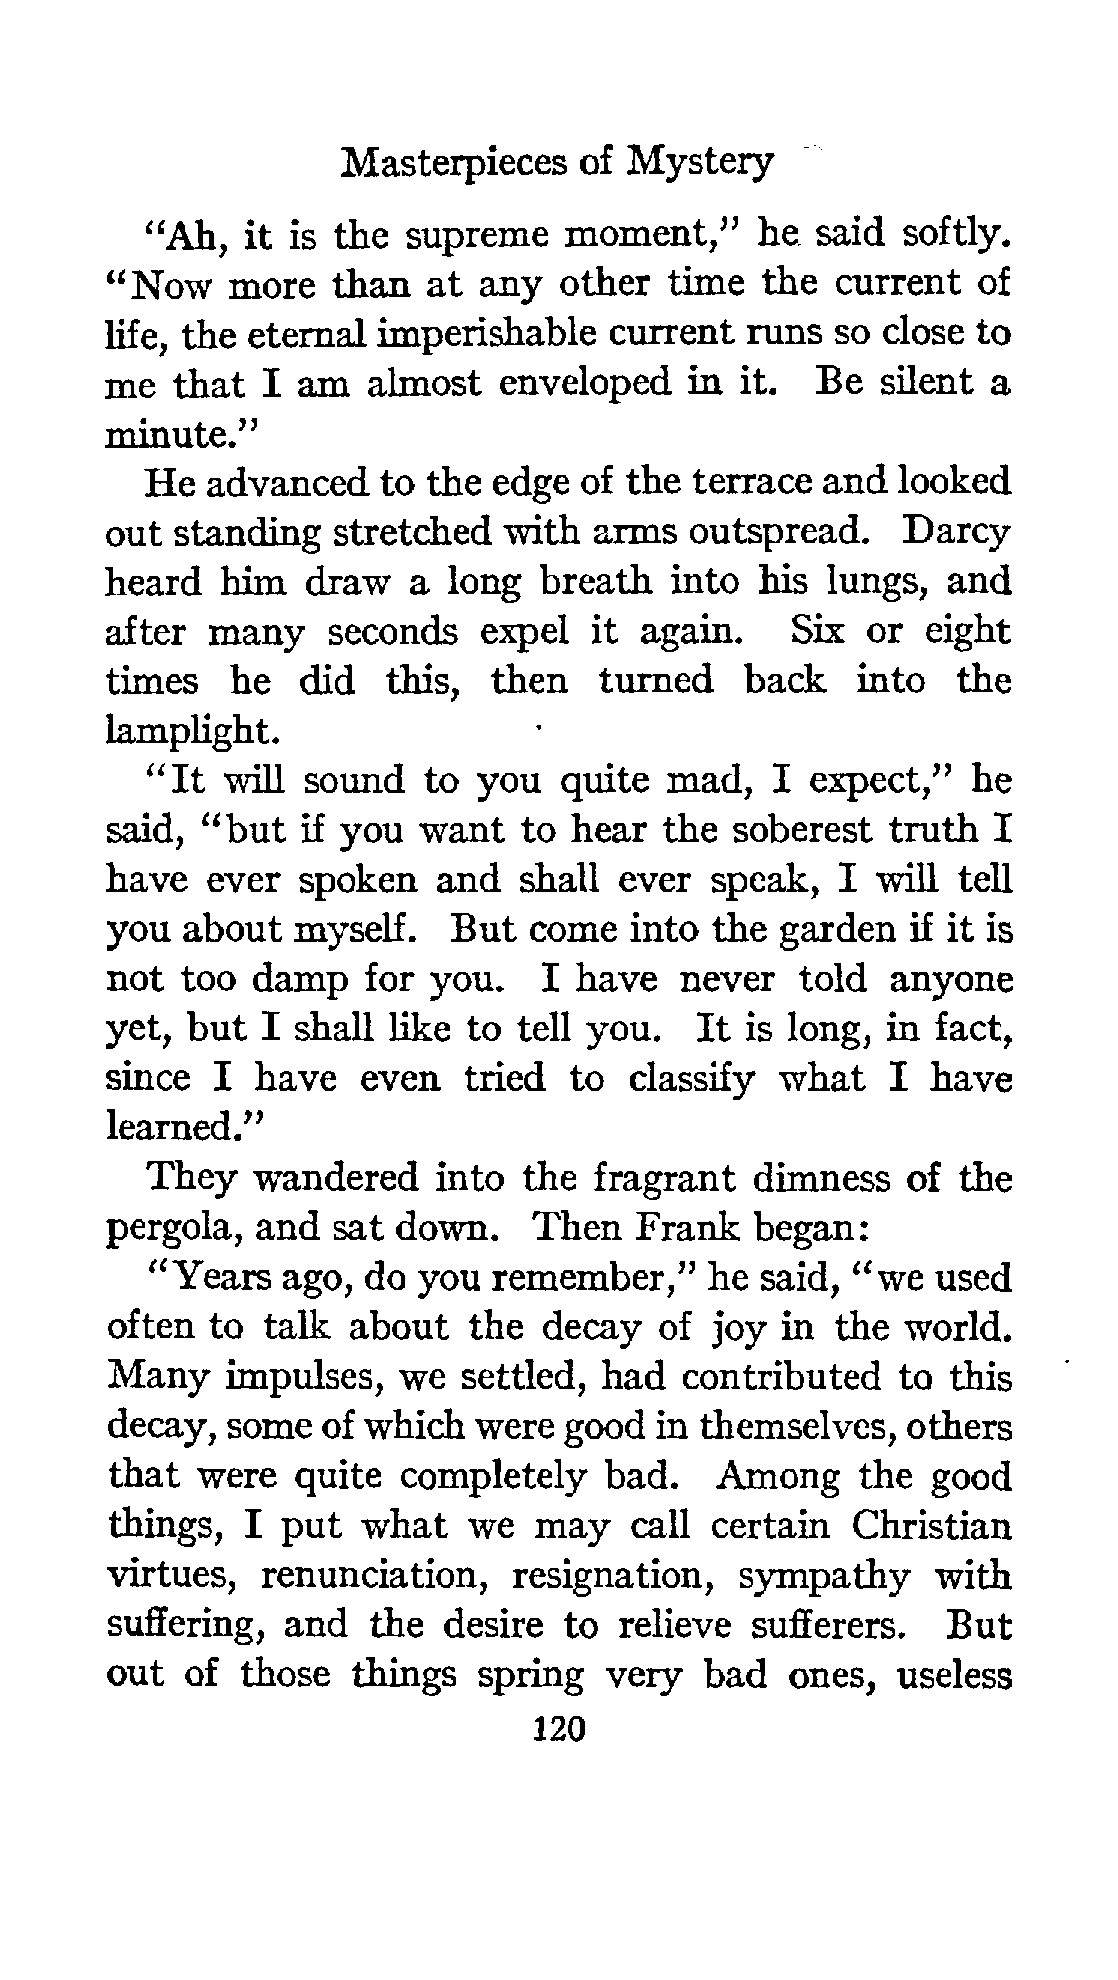 Masterpieces of Mystery
“Ah, it is the supreme moment,” he said softly.
“Now more than at any other time the current of
life, the eternal imperishable current runs so close to
me that I am almost enveloped in it. Be silent a
minute.”
He advanced to the edge of the terrace and looked
out standing stretched with arms outspread. Darcy
heard him draw a long breath into his lungs, and
after many seconds expel it again. Six or eight
times he did this, then turned back into the
lamplight.
“It will sound to you quite mad, I expect,” he
said, “but if you want to hear the soberest truth I
have ever spoken and shall ever speak, I will tell
you about myself. But come into the garden if it is
not too damp for you. I have never told anyone
yet, but I shall like to tell you. It is long, in fact,
since I have even tried to classify what I have
learned.”
They wandered into the fragrant dimness of the
pergola, and sat down. Then Frank began:
“Years ago, do you remember,” he said, “we used
often to talk about the decay of joy in the world.
Many impulses, we settled, had contributed to this
decay, some of which were good in themselves, others
that were quite completely bad. Among the good
things, I put what we may call certain Christian
virtues, renunciation, resignation, sympathy with
suffering, and the desire to relieve sufferers. But
out of those things spring very bad ones, useless
120